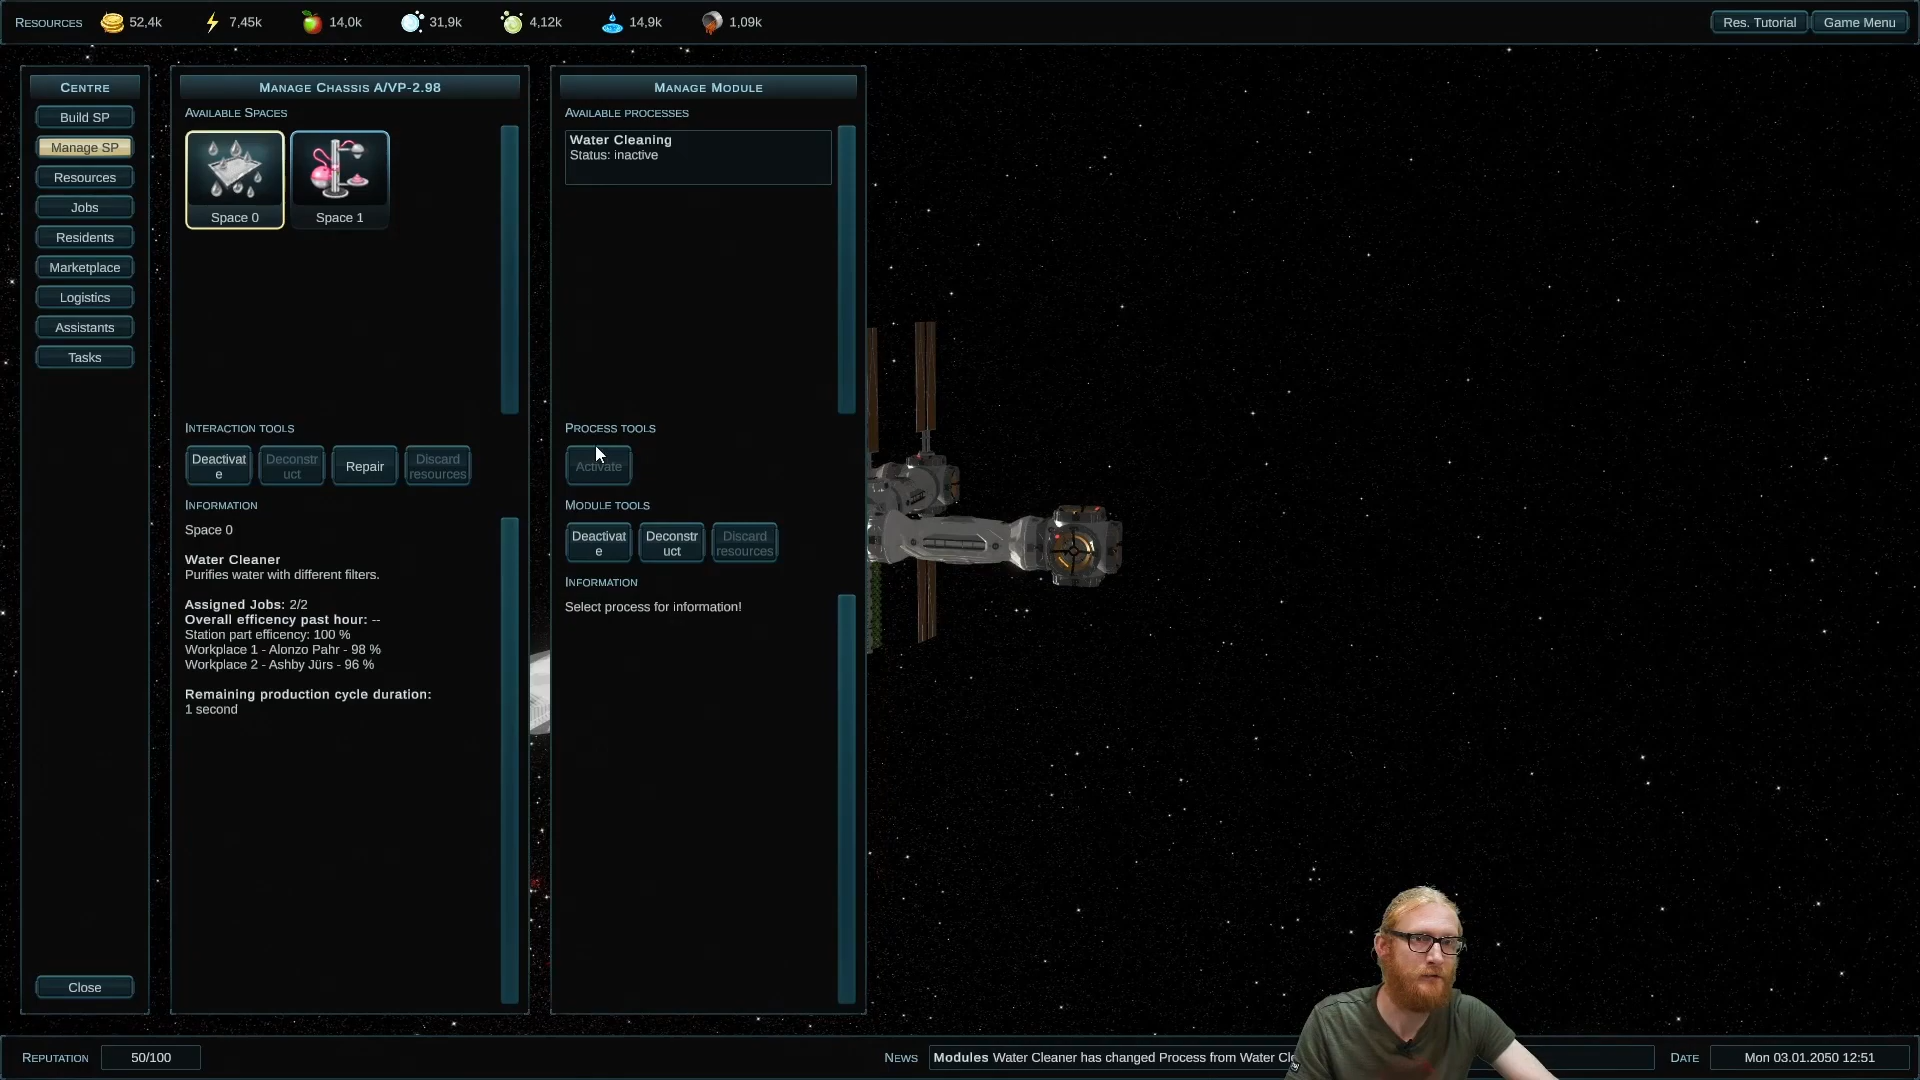 Resources 52,4k 7,45k 14,0k 31,9k 4,12k 14,9k 1,09k Res. Tutorial Game Menu
Centre
Build SP
Manage SP
Resources
Jobs
Residents
Marketplace
Logistics
Assistants
Tasks
Close
Manage Chassis A/VP-2.98
Available Spaces
Space 0 Space 1
Interaction tools
Deactivat
e
Deconstr
uct
Repair
Discard
resources
Information
Space 0
Water Cleaner
Purifies water with different filters.
Assigned Jobs: 2/2
Overall efficency past hour: --
Station part efficency: 100 %
Workplace 1 - Alonzo Pahr - 98 %
Workplace 2 - Ashby Jürs - 96 %
Remaining production cycle duration:
1 second
Manage Module
Available processes
Water Cleaning
Status: inactive
Process tools
Activate
Module tools
Deactivat
e
Deconstr
uct
Discard
resources
Information
Select process for information!
Reputation 50/100
News Modules Water Cleaner has changed Process from Water Cle
Date Mon 03.01.2050 12:51